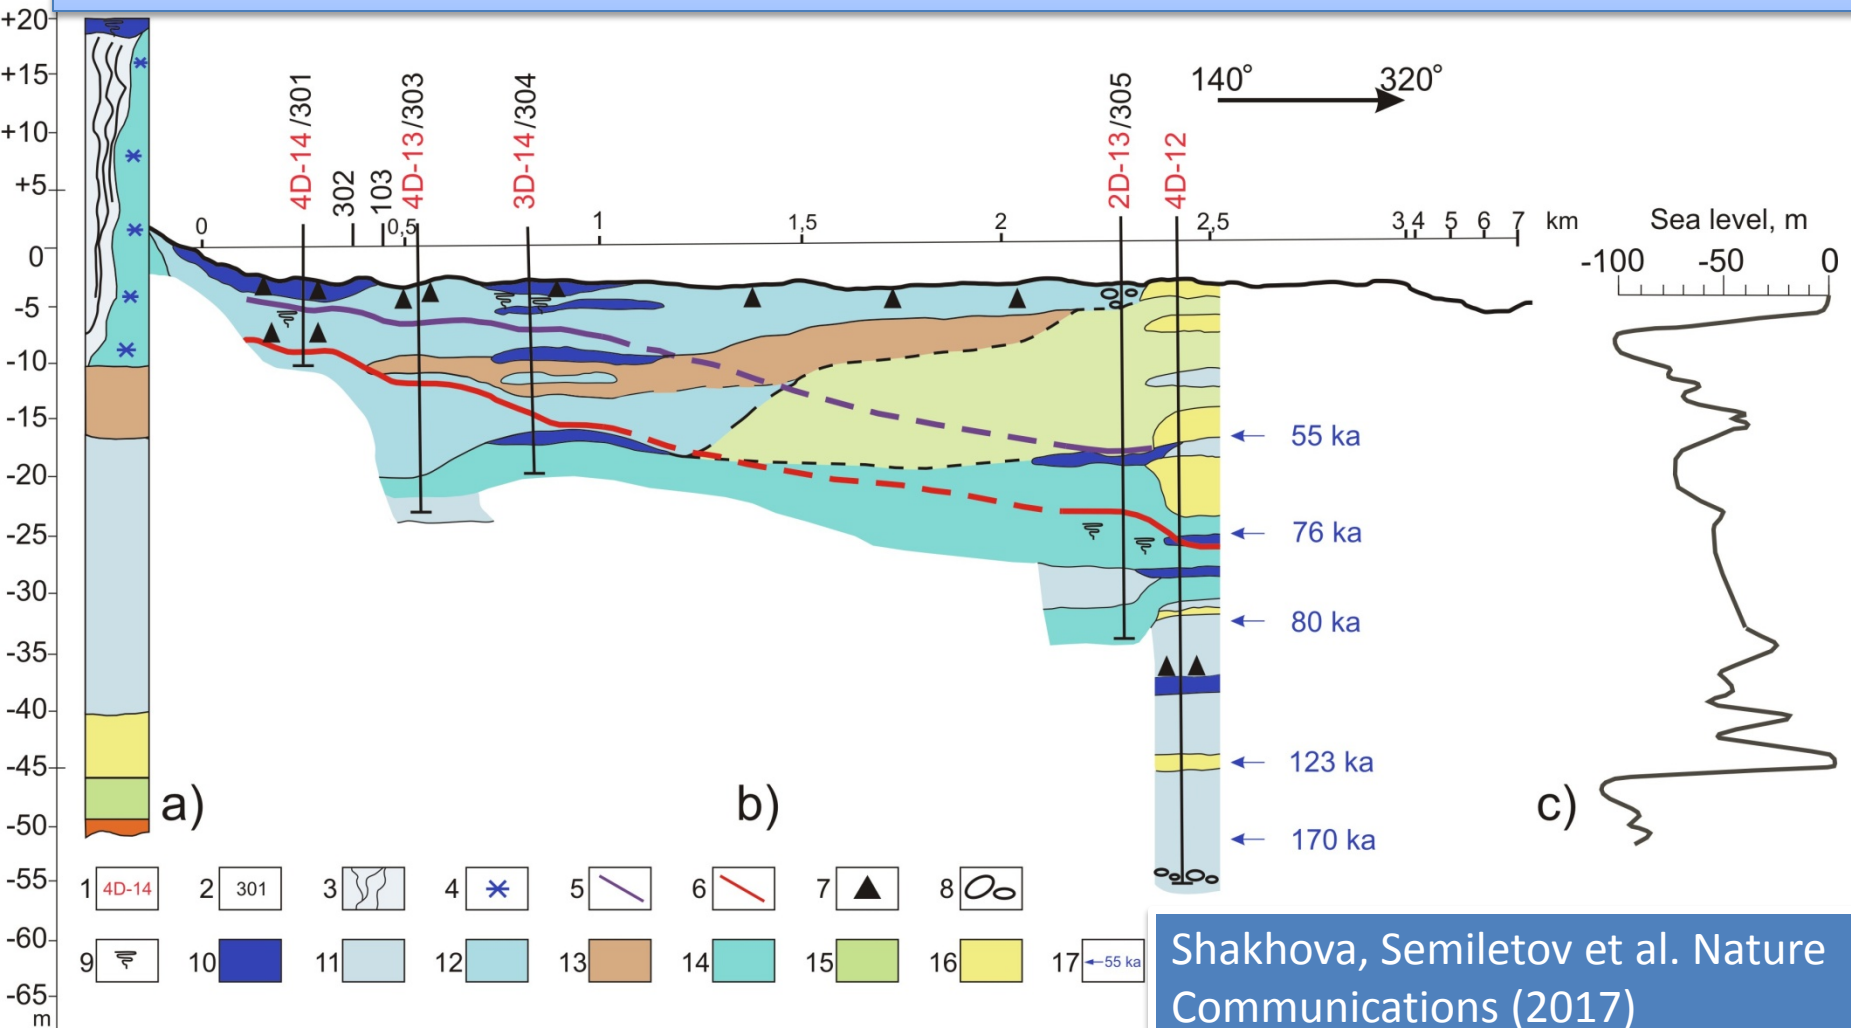 +20
+15
+10
+5
0
-5
-10
-15
-20
-25
-30
-35
-40
-45
-50
-55
-60
-65
m
4D-14 /301
302
103
4D-13 /303
3D-14 /304
2D-13 /305
4D-12
140° 320°
0 0,5 1 1,5 2 2,5 3 4 5 6 7 km
Sea level, m
-100 -50 0
55 ka
76 ka
80 ka
123 ka
170 ka
a) b) c)
1 4D-14 2 301 3 4 5 6 7 8
9 10 11 12 13 14 15 16 17 55 ka
Shakhova, Semiletov et al. Nature
Communications (2017)